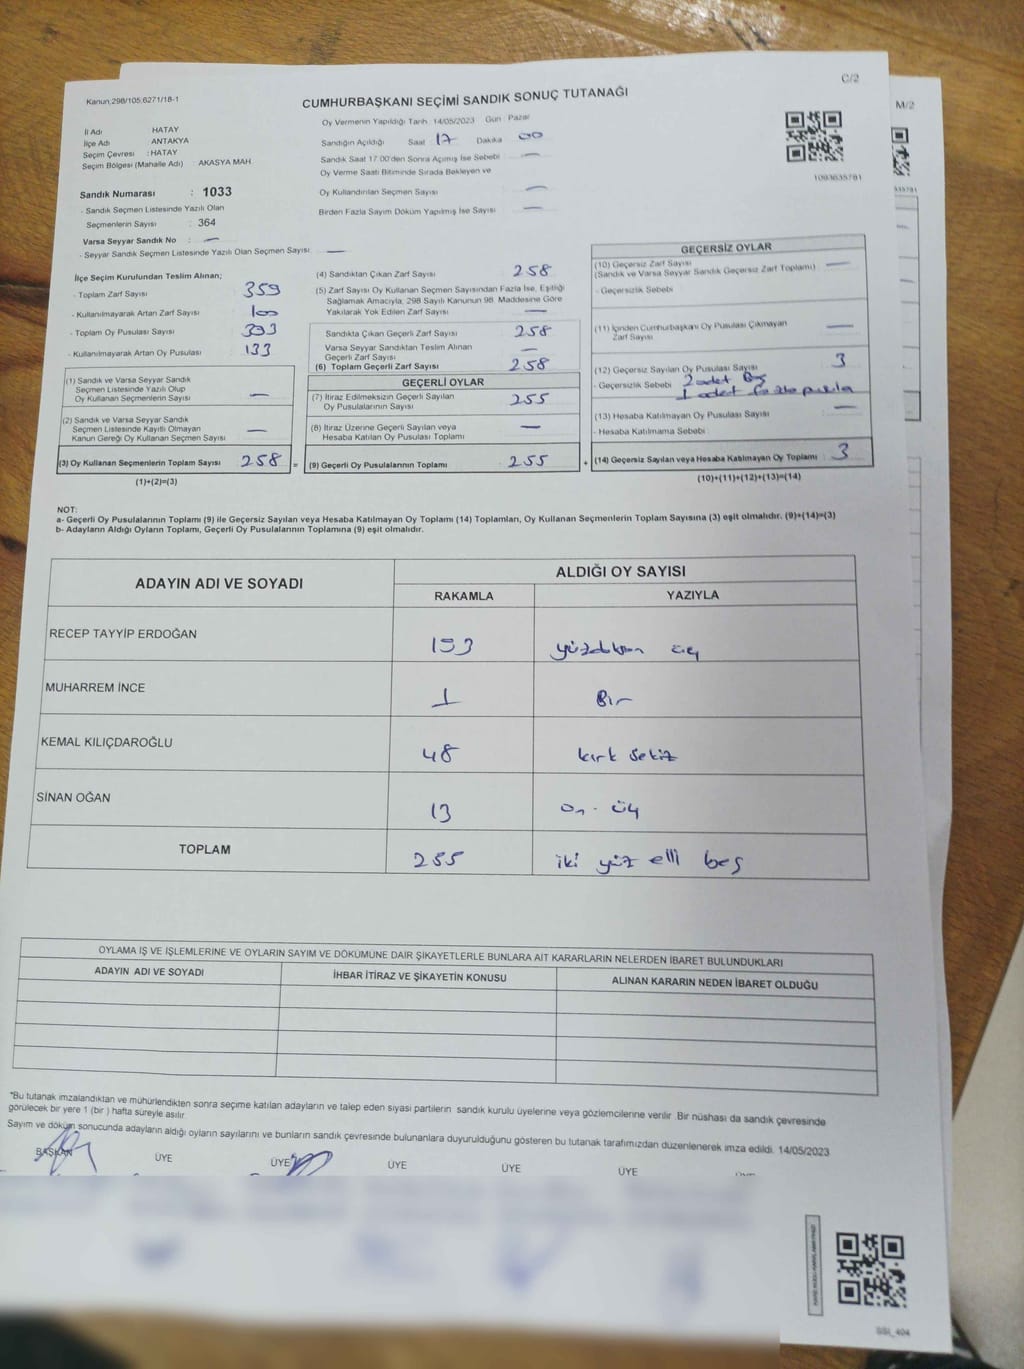 C/2
M/2
Kanun,298/105,6271/18-1
CUMHURBAŞKANI SEÇİMİ SANDIK SONUÇ TUTANAĞI
İl Adı HATAY
İlçe Adı ANTAKYA
Seçim Çevresi : HATAY
Seçim Bölgesi (Mahalle Adı) : AKASYA MAH.
Sandık Numarası : 1033
- Sandık Seçmen Listesinde Yazılı Olan
Seçmenlerin Sayısı : 364
Varsa Seyyar Sandık No : —
- Seyyar Sandık Seçmen Listesinde Yazılı Olan Seçmen Sayısı : —
Oy Vermenin Yapıldığı Tarih : 14/05/2023 Gün : Pazar
Sandığın Açıldığı Saat : 17 Dakika : 00
Sandık Saat 17.00'den Sonra Açılmış İse Sebebi : —
Oy Verme Saati Bitiminde Sırada Bekleyen ve
Oy Kullandırılan Seçmen Sayısı —
Birden Fazla Sayım Döküm Yapılmış İse Sayısı —
1093635781
İlçe Seçim Kurulundan Teslim Alınan;
- Toplam Zarf Sayısı 359
- Kullanılmayarak Artan Zarf Sayısı : 100
- Toplam Oy Pusulası Sayısı : 393
- Kullanılmayarak Artan Oy Pusulası : 133
(1) Sandık ve Varsa Seyyar Sandık
Seçmen Listesinde Yazılı Olup
Oy Kullanan Seçmenlerin Sayısı : —
(2) Sandık ve Varsa Seyyar Sandık
Seçmen Listesinde Kayıtlı Olmayan
Kanun Gereği Oy Kullanan Seçmen Sayısı : —
(3) Oy Kullanan Seçmenlerin Toplam Sayısı : 258 =
(1)+(2)=(3)
(4) Sandıktan Çıkan Zarf Sayısı : 258
(5) Zarf Sayısı Oy Kullanan Seçmen Sayısından Fazla İse, Eşitliği
Sağlamak Amacıyla, 298 Sayılı Kanunun 98. Maddesine Göre
Yakılarak Yok Edilen Zarf Sayısı : —
Sandıkta Çıkan Geçerli Zarf Sayısı : 258
Varsa Seyyar Sandıktan Teslim Alınan
Geçerli Zarf Sayısı : —
(6) Toplam Geçerli Zarf Sayısı : 258
GEÇERLİ OYLAR
(7) İtiraz Edilmeksizin Geçerli Sayılan
Oy Pusulalarının Sayısı : 255
(8) İtiraz Üzerine Geçerli Sayılan veya
Hesaba Katılan Oy Pusulası Toplamı : —
(9) Geçerli Oy Pusulalarının Toplamı : 255 +
GEÇERSİZ OYLAR
(10) Geçersiz Zarf Sayısı
(Sandık ve Varsa Seyyar Sandık Geçersiz Zarf Toplamı) : —
- Geçersizlik Sebebi :
(11) İçinden Cumhurbaşkanı Oy Pusulası Çıkmayan
Zarf Sayısı : —
(12) Geçersiz Sayılan Oy Pusulası Sayısı : 3
- Geçersizlik Sebebi : 2 adet Boş
1 adet fazla pusula
(13) Hesaba Katılmayan Oy Pusulası Sayısı : —
- Hesaba Katılmama Sebebi :
(14) Geçersiz Sayılan veya Hesaba Katılmayan Oy Toplamı : 3
(10)+(11)+(12)+(13)=(14)
NOT:
a- Geçerli Oy Pusulalarının Toplamı (9) ile Geçersiz Sayılan veya Hesaba Katılmayan Oy Toplamı (14) Toplamları, Oy Kullanan Seçmenlerin Toplam Sayısına (3) eşit olmalıdır. (9)+(14)=(3)
b- Adayların Aldığı Oyların Toplamı, Geçerli Oy Pusulalarının Toplamına (9) eşit olmalıdır.
ADAYIN ADI VE SOYADI ALDIĞI OY SAYISI
RAKAMLA YAZIYLA
RECEP TAYYİP ERDOĞAN 193 yüzdoksan üç
MUHARREM İNCE 1 Bir
KEMAL KILIÇDAROĞLU 48 kırk sekiz
SİNAN OĞAN 13 on - üç
TOPLAM 255 iki yüz elli beş
OYLAMA İŞ VE İŞLEMLERİNE VE OYLARIN SAYIM VE DÖKÜMÜNE DAİR ŞİKAYETLERLE BUNLARA AİT KARARLARIN NELERDEN İBARET BULUNDUKLARI
ADAYIN ADI VE SOYADI İHBAR İTİRAZ VE ŞİKAYETİN KONUSU ALINAN KARARIN NEDEN İBARET OLDUĞU
*Bu tutanak imzalandıktan ve mühürlendikten sonra seçime katılan adayların ve talep eden siyasi partilerin sandık kurulu üyelerine veya gözlemcilerine verilir. Bir nüshası da sandık çevresinde
görülecek bir yere 1 (bir ) hafta süreyle asılır.
Sayım ve döküm sonucunda adayların aldığı oyların sayılarını ve bunların sandık çevresinde bulunanlara duyurulduğunu gösteren bu tutanak tarafımızdan düzenlenerek imza edildi. 14/05/2023
BAŞKAN ÜYE ÜYE ÜYE ÜYE ÜYE
SSI_404